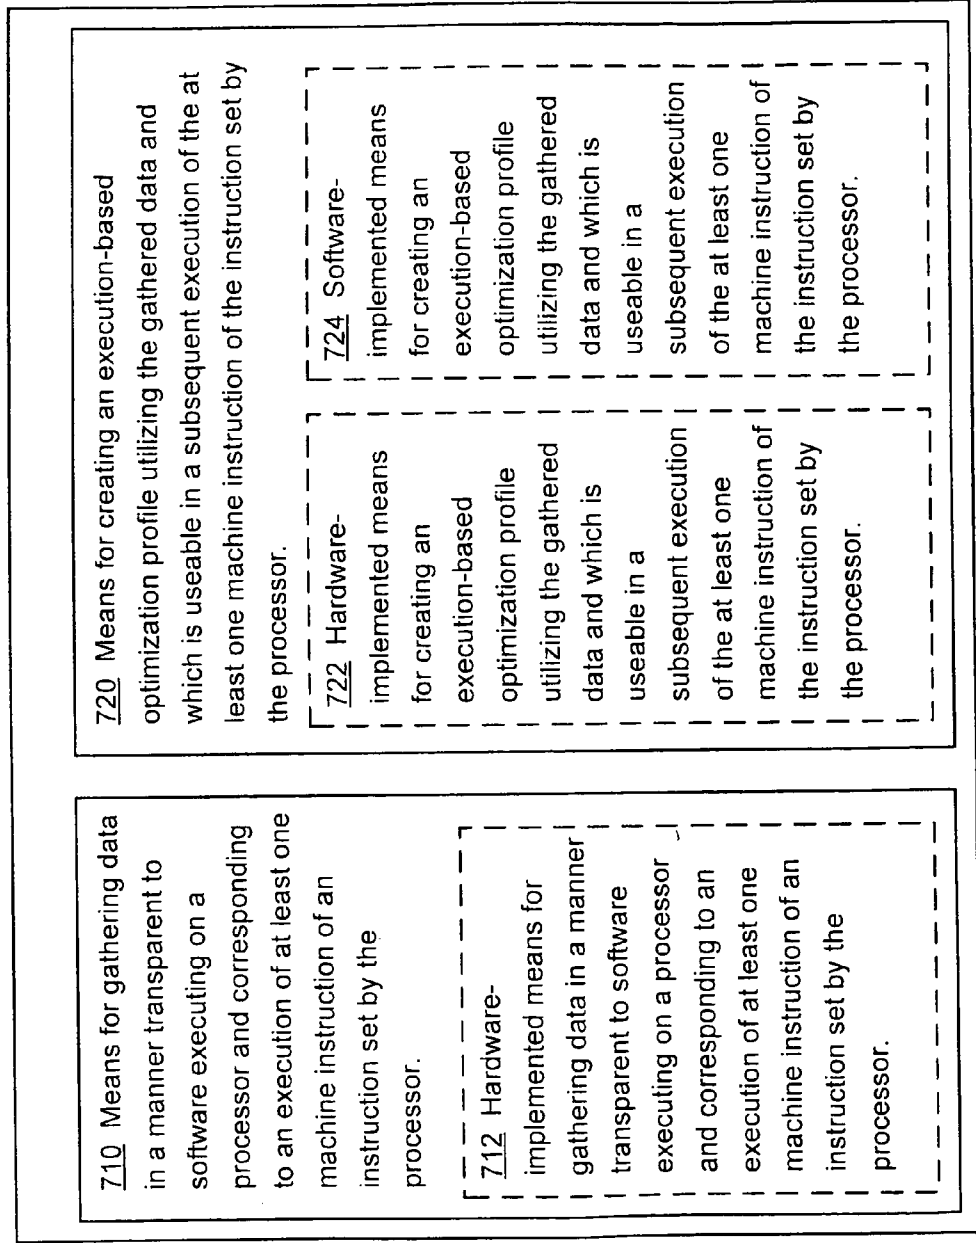 710 Means for gathering data
in a manner transparent to
software executing on a
processor and corresponding
to an execution of at least one
machine instruction of an
instruction set by the
processor.
712 Hardware-
implemented means for
gathering data in a manner
transparent to software
executing on a processor
and corresponding to an
execution of at least one
machine instruction of an
instruction set by the
processor.
720 Means for creating an execution-based
optimization profile utilizing the gathered data and
which is useable in a subsequent execution of the at
least one machine instruction of the instruction set by
the processor.
722 Hardware-
implemented means
for creating an
execution-based
optimization profile
utilizing the gathered
data and which is
useable in a
subsequent execution
of the at least one
machine instruction of
the instruction set by
the processor.
724 Software-
implemented means
for creating an
execution-based
optimization profile
utilizing the gathered
data and which is
useable in a
subsequent execution
of the at least one
machine instruction of
the instruction set by
the processor.